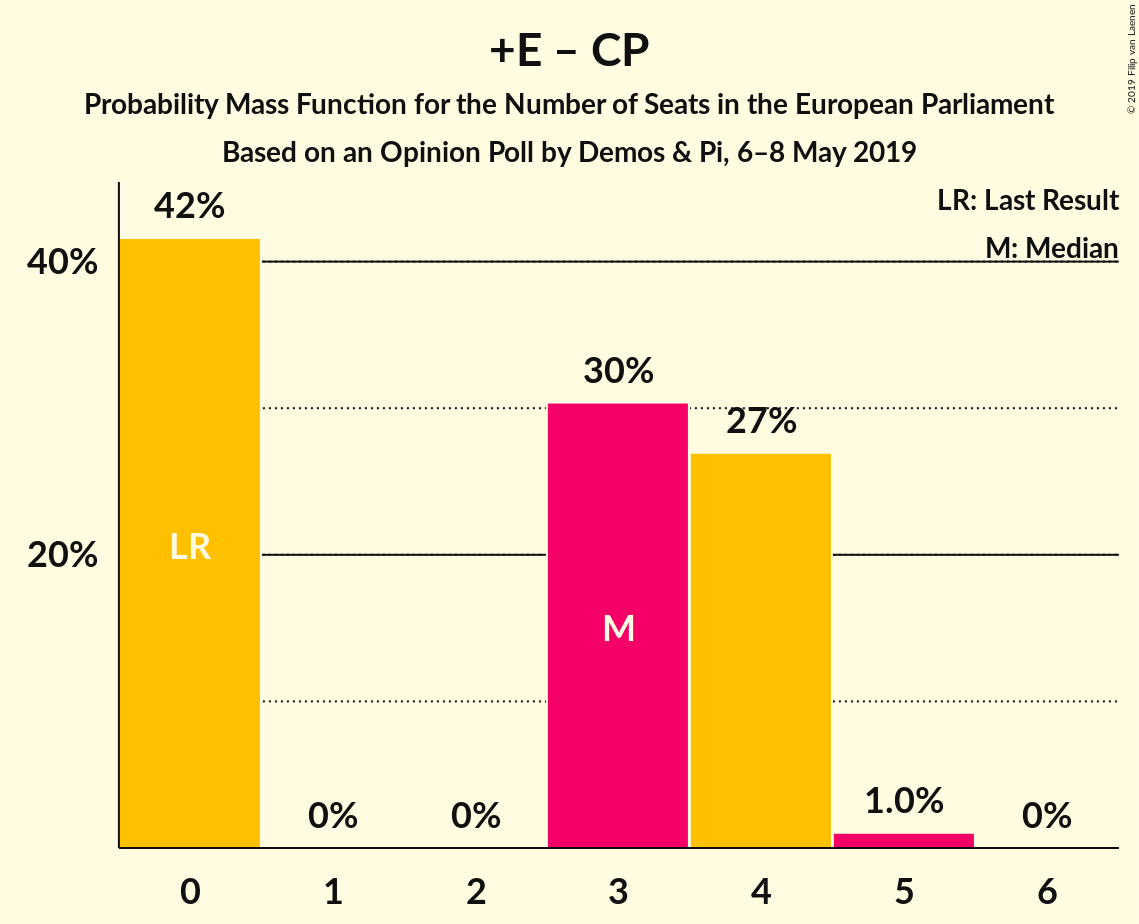 +E – CP
Probability Mass Function for the Number of Seats in the European Parliament
Based on an Opinion Poll by Demos & Pi, 6–8 May 2019
© 2019 Filip van Laenen
LR: Last Result
M: Median
42%
40%
30%
27%
LR
20%
M
1.0%
0%
0%
0%
0
1
2
3
4
5
6